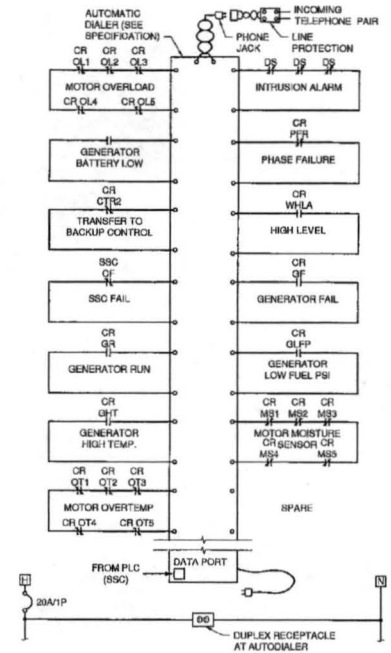 AUTOMATIC
DIALER (SEE
SPECIFICATION)
INCOMING
TELEPHONE PAIR
PHONE
JACK
LINE
PROTECTION
CR CR CR
OL1 OL2 OL3
MOTOR OVERLOAD
CR OL4 CR OL5
DS DS DS
INTRUSION ALARM
GENERATOR
BATTERY LOW
CR
PFR
PHASE FAILURE
CR
CTR2
TRANSFER TO
BACKUP CONTROL
CR
WHLA
HIGH LEVEL
SSC
CF
SSC FAIL
CR
GF
GENERATOR FAIL
CR
GR
GENERATOR RUN
CR
GLFP
GENERATOR
LOW FUEL PSI
CR
GHT
GENERATOR
HIGH TEMP.
CR CR CR
MS1 MS2 MS3
MOTOR MOISTURE
CR SENSOR CR
MS4 MS5
CR CR CR
OT1 OT2 OT3
MOTOR OVERTEMP
CR OT4 CR OT5
SPARE
FROM PLC
(SSC)
DATA PORT
H
N
20A/1P
DO
DUPLEX RECEPTACLE
AT AUTODIALER